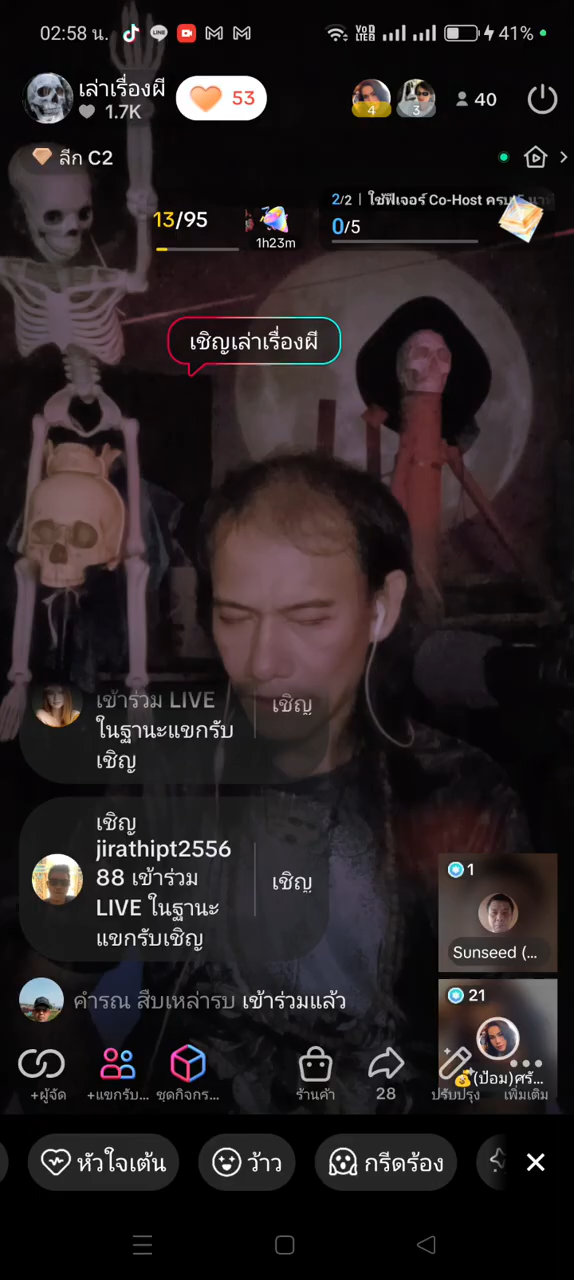 02:58 น.
VoD
LTE
41%
เล่าเรื่องผี
1.7K
53
4
3
40
ลีก C2
13/95
1h23m
2/2 | ใช้ฟีเจอร์ Co-Host ครบ 5 นาที
0/5
เชิญเล่าเรื่องผี
เข้าร่วม LIVE
ในฐานะแขกรับ
เชิญ
เชิญ
เชิญ
jirathipt2556
88 เข้าร่วม
LIVE ในฐานะ
แขกรับเชิญ
เชิญ
1
Sunseed (...
คำรณ สืบเหล่ารบ เข้าร่วมแล้ว
21
💰(ป้อม)ศรั...
+ผู้จัด
+แขกรับ...
ชุดกิจกร...
ร้านค้า
28
ปรับปรุง
เพิ่มเติม
หัวใจเต้น
ว้าว
กรีดร้อง